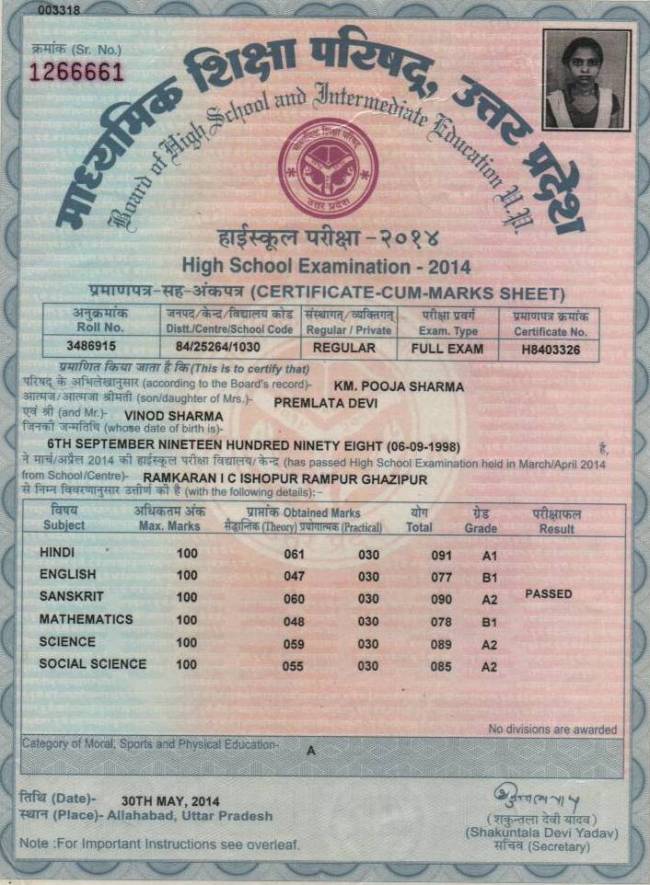 003318
क्रमांक (Sr. No.)
1266661
माध्यमिक शिक्षा परिषद्, उत्तर प्रदेश
Board of High School and Intermediate Education U.P.
माध्यमिक शिक्षा परिषद
उत्तर प्रदेश
हाईस्कूल परीक्षा -२०१४
High School Examination - 2014
प्रमाणपत्र-सह-अंकपत्र (CERTIFICATE-CUM-MARKS SHEET)
अनुक्रमांक जनपद/केन्द्र/विद्यालय कोड संस्थागत/व्यक्तिगत परीक्षा प्रवर्ग प्रमाणपत्र क्रमांक
Roll No. Distt./Centre/School Code Regular / Private Exam. Type Certificate No.
3486915 84/25264/1030 REGULAR FULL EXAM H8403326
प्रमाणित किया जाता है कि (This is to certify that)
परिषद के अभिलेखानुसार (according to the Board's record)- KM. POOJA SHARMA
आत्मज/आत्मजा श्रीमती (son/daughter of Mrs.)- PREMLATA DEVI
एवं श्री (and Mr.)- VINOD SHARMA
जिनकी जन्मतिथि (whose date of birth is)-
6TH SEPTEMBER NINETEEN HUNDRED NINETY EIGHT (06-09-1998) है,
ने मार्च/अप्रैल 2014 की हाईस्कूल परीक्षा विद्यालय/केन्द्र (has passed High School Examination held in March/April 2014
from School/Centre)- RAMKARAN I C ISHOPUR RAMPUR GHAZIPUR
से निम्न विवरणानुसार उत्तीर्ण की है (with the following details):-
विषय अधिकतम अंक प्राप्तांक Obtained Marks योग ग्रेड परीक्षाफल
Subject Max. Marks सैद्धान्तिक (Theory) प्रयोगात्मक (Practical) Total Grade Result
HINDI 100 061 030 091 A1
ENGLISH 100 047 030 077 B1
SANSKRIT 100 060 030 090 A2 PASSED
MATHEMATICS 100 048 030 078 B1
SCIENCE 100 059 030 089 A2
SOCIAL SCIENCE 100 055 030 085 A2
No divisions are awarded
Category of Moral, Sports and Physical Education- A
तिथि (Date)- 30TH MAY, 2014
स्थान (Place)- Allahabad, Uttar Pradesh
(शकुन्तला देवी यादव)
(Shakuntala Devi Yadav)
सचिव (Secretary)
Note :For Important Instructions see overleaf.